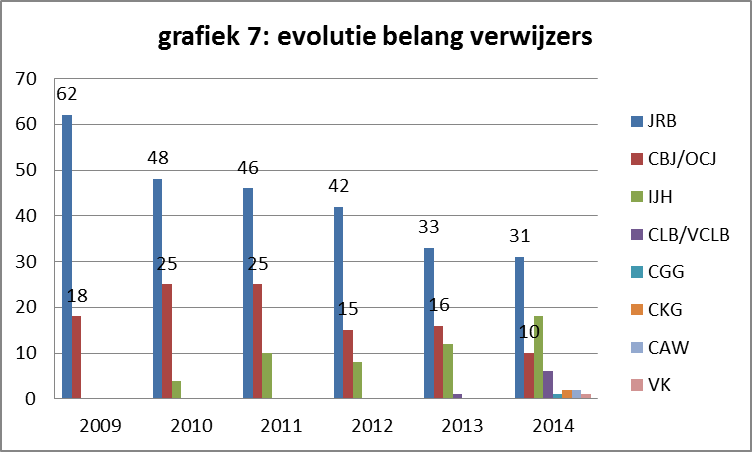 grafiek 7: evolutie belang verwijzers
70
60
50
40
30
20
10
0
62
18
48
25
46
25
42
15
33
16
31
10
2009 2010 2011 2012 2013 2014
JRB
CBJ/OCJ
IJH
CLB/VCLB
CGG
CKG
CAW
VK